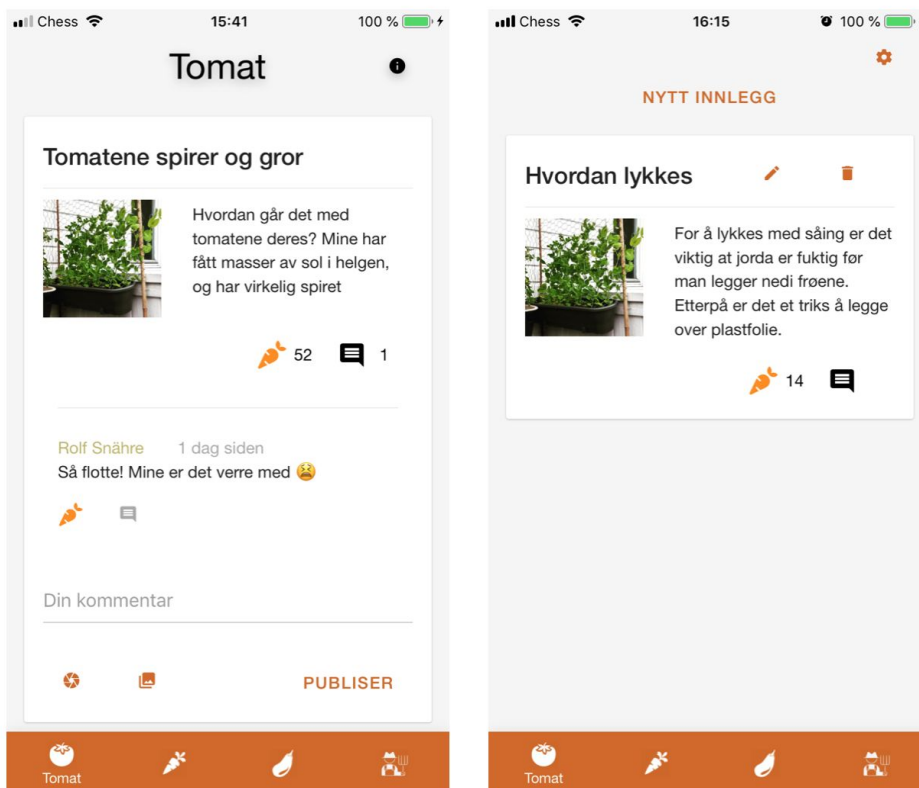 Chess 15:41 100 %
Tomat
Tomatene spirer og gror
Hvordan går det med
tomatene deres? Mine har
fått masser av sol i helgen,
og har virkelig spiret
52 1
Rolf Snähre 1 dag siden
Så flotte! Mine er det verre med 😫
Din kommentar
PUBLISER
Tomat
Chess 16:15 100 %
NYTT INNLEGG
Hvordan lykkes
For å lykkes med såing er det
viktig at jorda er fuktig før
man legger nedi frøene.
Etterpå er det et triks å legge
over plastfolie.
14
Tomat